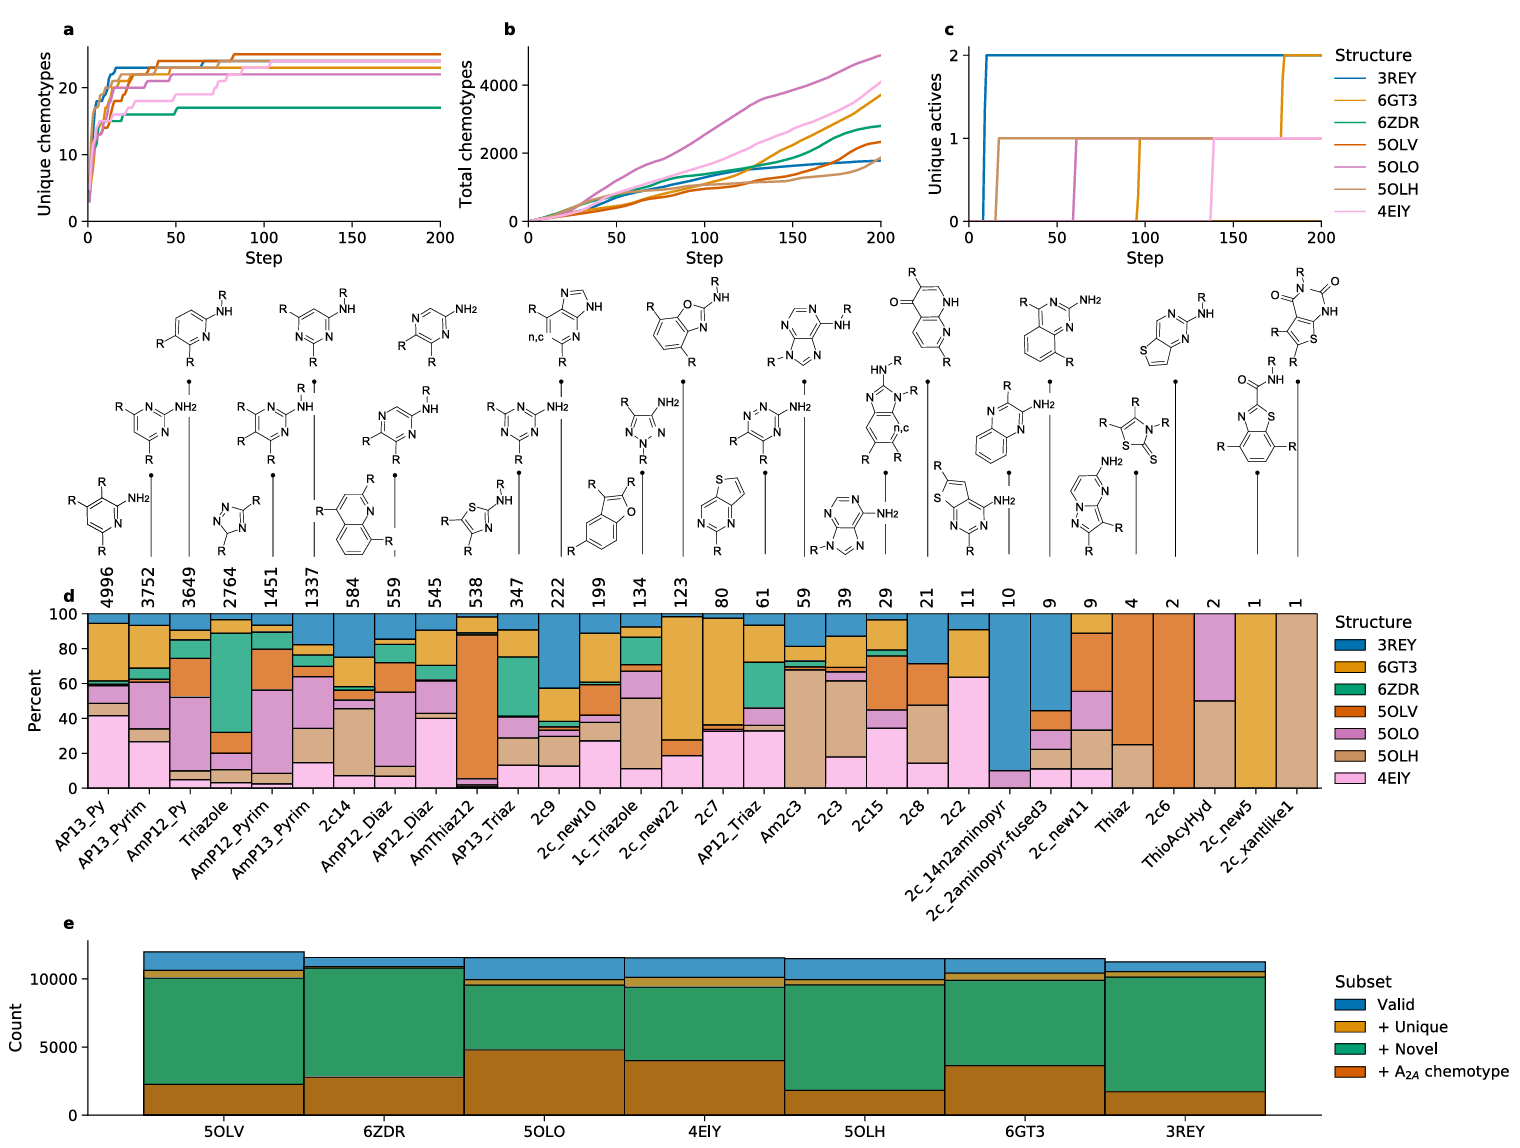 a
b
c
Unique chemotypes
20
10
0
0
50
100
150
200
Step
Total chemotypes
4000
2000
0
0
50
100
150
200
Step
Unique actives
2
1
0
0
50
100
150
200
Step
Structure
3REY
6GT3
6ZDR
5OLV
5OLO
5OLH
4EIY
d
4996
3752
3649
2764
1451
1337
584
559
545
538
347
222
199
134
123
80
61
59
39
29
21
11
10
9
9
4
2
2
1
1
Percent
100
80
60
40
20
0
AP13_Py
AP13_Pyrim
AmP12_Py
Triazole
AmP12_Pyrim
AmP13_Pyrim
2c14
AmP12_Diaz
AP12_Diaz
AmThiaz12
AP13_Triaz
2c9
2c_new10
1c_Triazole
2c_new22
2c7
AP12_Triaz
Am2c3
2c3
2c15
2c8
2c2
2c_14n2aminopyr
2c_2aminopyr-fused3
2c_new11
Thiaz
2c6
ThioAcyHyd
2c_new5
2c_xantlike1
Structure
3REY
6GT3
6ZDR
5OLV
5OLO
5OLH
4EIY
e
Count
10000
5000
0
5OLV
6ZDR
5OLO
4EIY
5OLH
6GT3
3REY
Subset
Valid
+ Unique
+ Novel
+ A2A chemotype